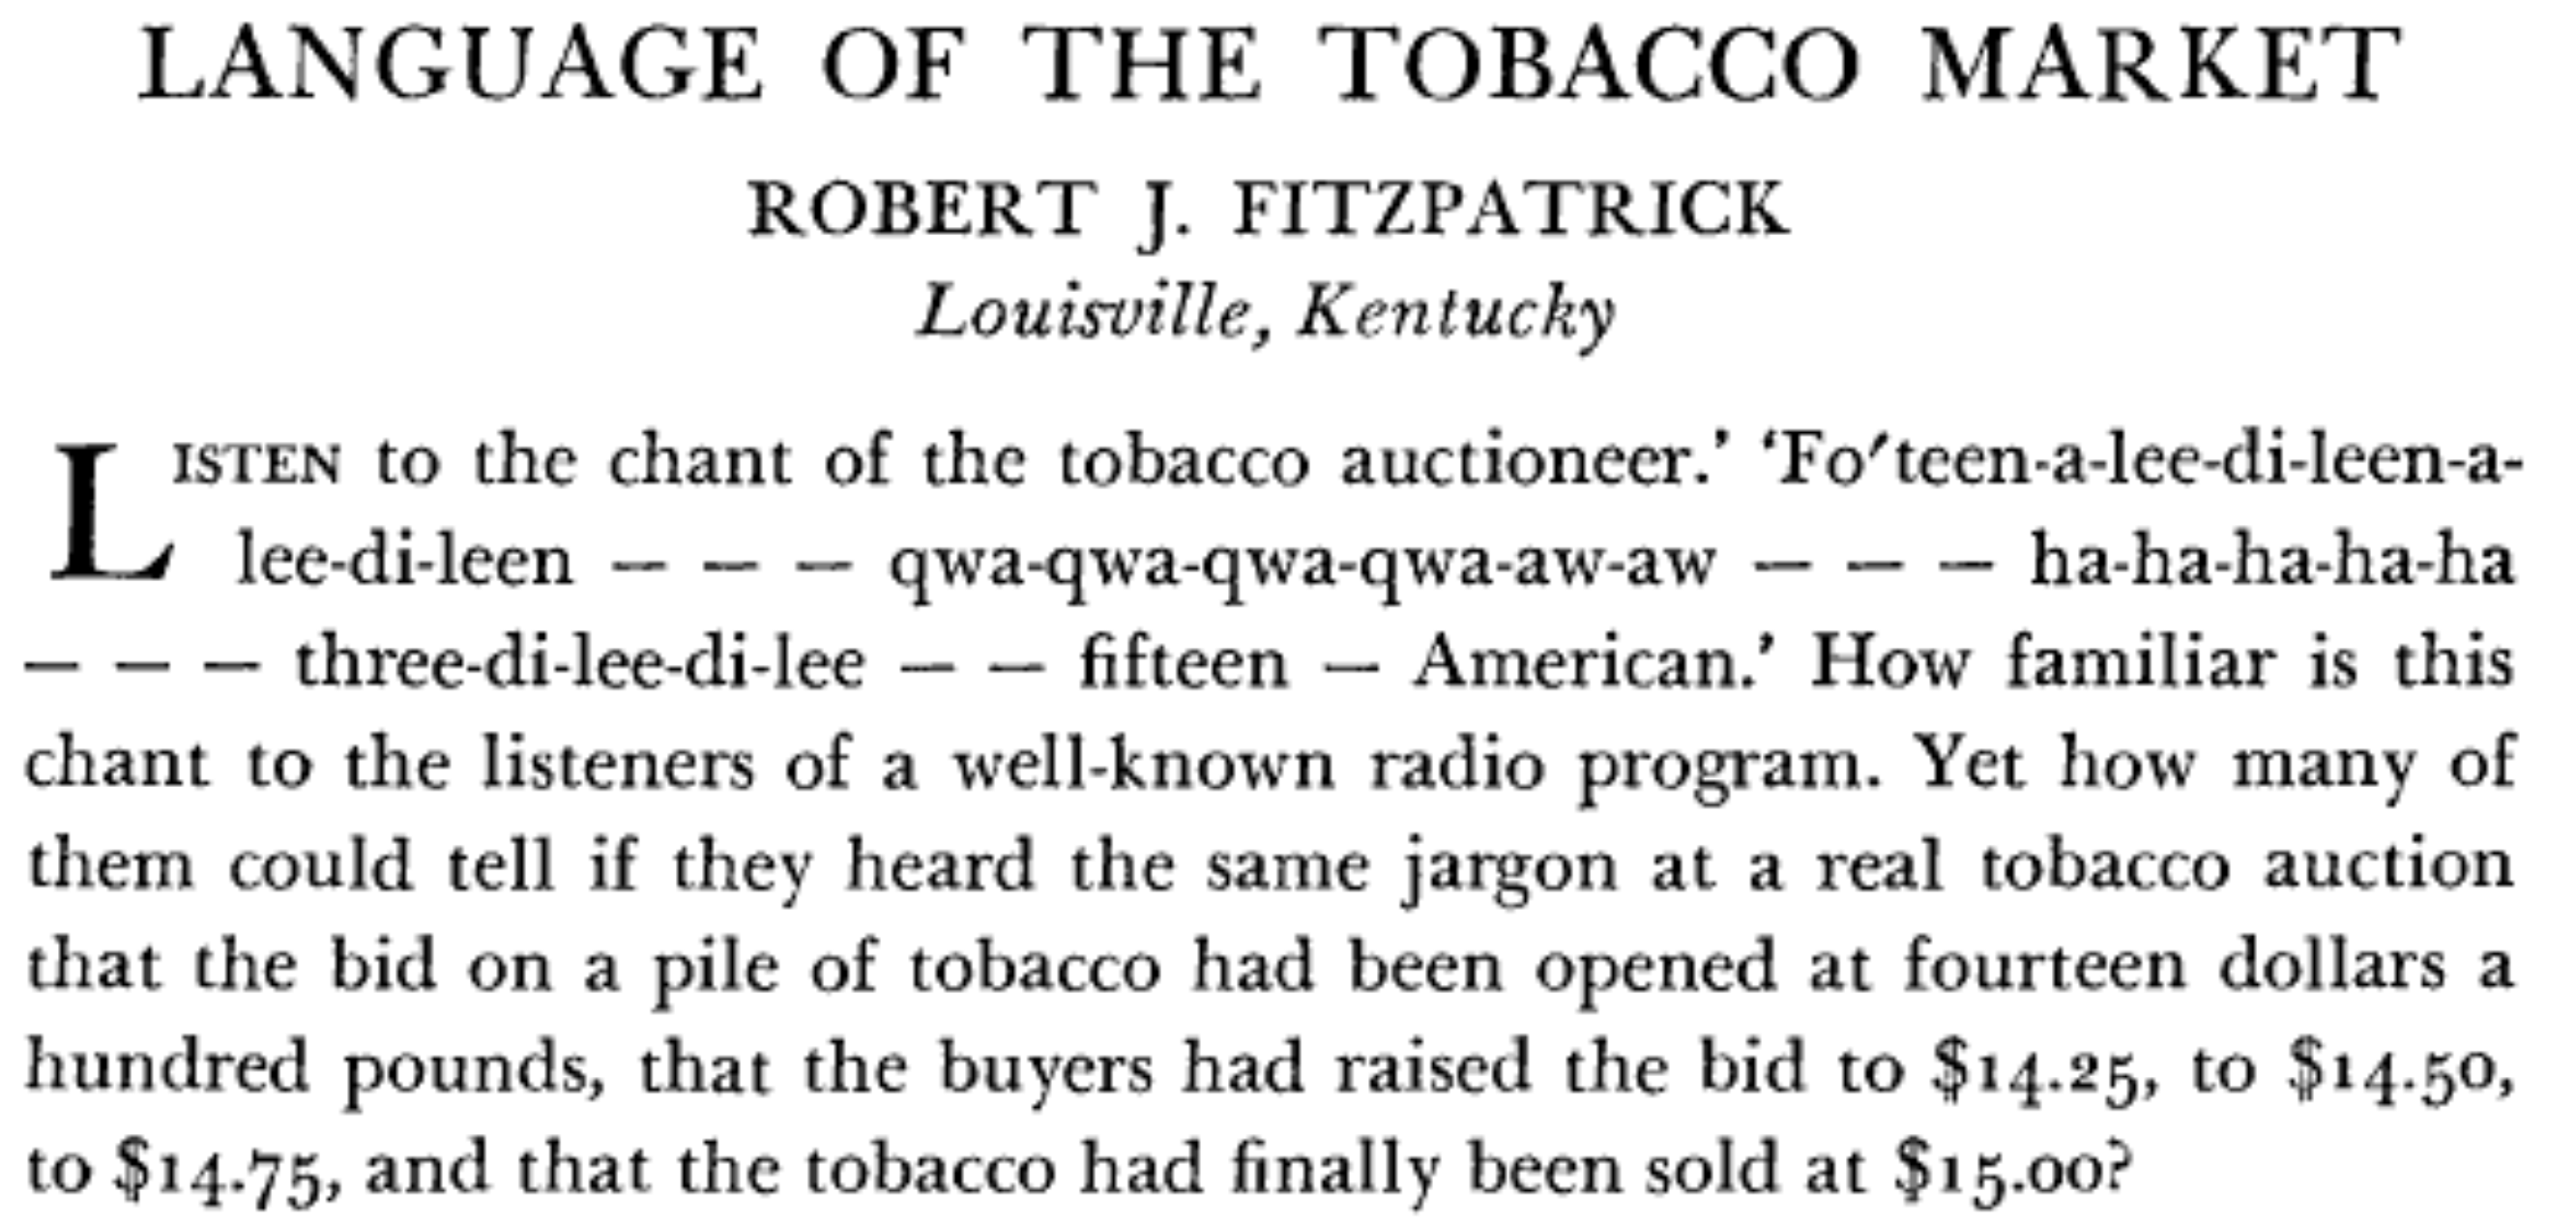 LANGUAGE OF THE TOBACCO MARKET
ROBERT J. FITZPATRICK
Louisville, Kentucky
LISTEN to the chant of the tobacco auctioneer.’ ‘Fo′teen-a-lee-di-leen-a-
lee-di-leen — — — qwa-qwa-qwa-qwa-aw-aw — — — ha-ha-ha-ha-ha
— — — three-di-lee-di-lee — — fifteen — American.’ How familiar is this
chant to the listeners of a well-known radio program. Yet how many of
them could tell if they heard the same jargon at a real tobacco auction
that the bid on a pile of tobacco had been opened at fourteen dollars a
hundred pounds, that the buyers had raised the bid to $14.25, to $14.50,
to $14.75, and that the tobacco had finally been sold at $15.00?